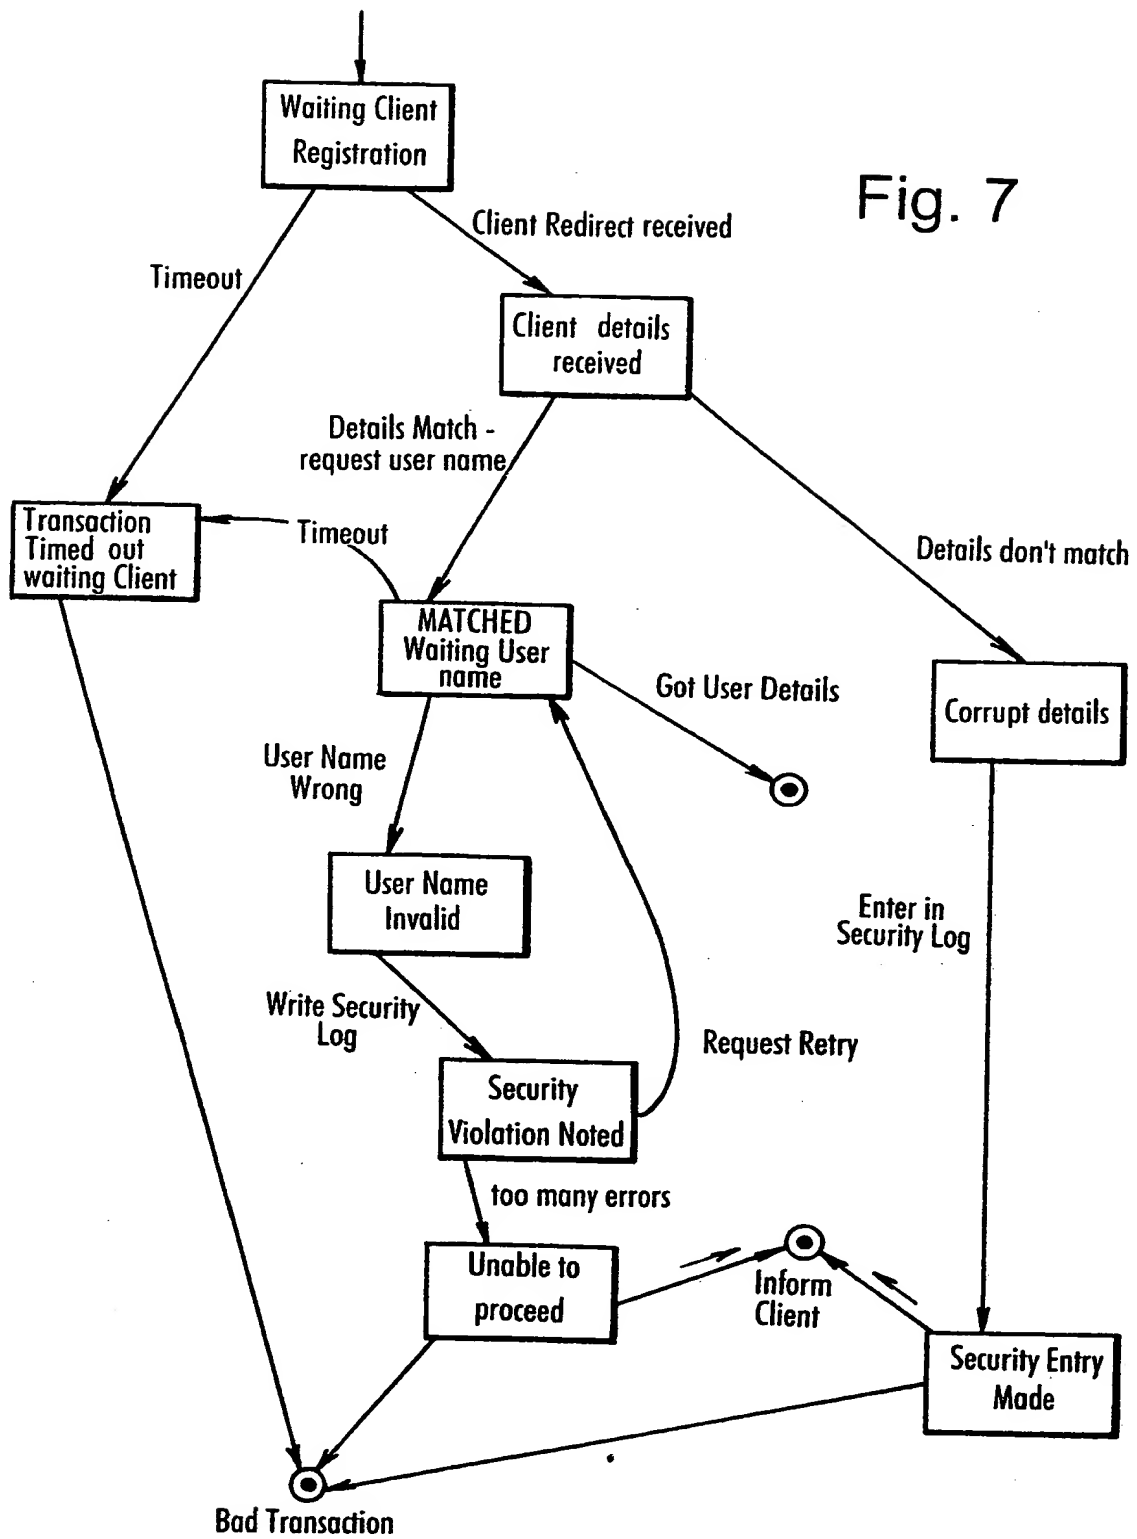 Waiting Client
Registration
Fig. 7
Client Redirect received
Timeout
Client details
received
Details Match -
request user name
Transaction
Timed out
waiting Client
Timeout
Details don't match
MATCHED
Waiting User
name
Got User Details
Corrupt details
User Name
Wrong
User Name
Invalid
Enter in
Security Log
Write Security
Log
Request Retry
Security
Violation Noted
too many errors
Unable to
proceed
Inform
Client
Security Entry
Made
Bad Transaction